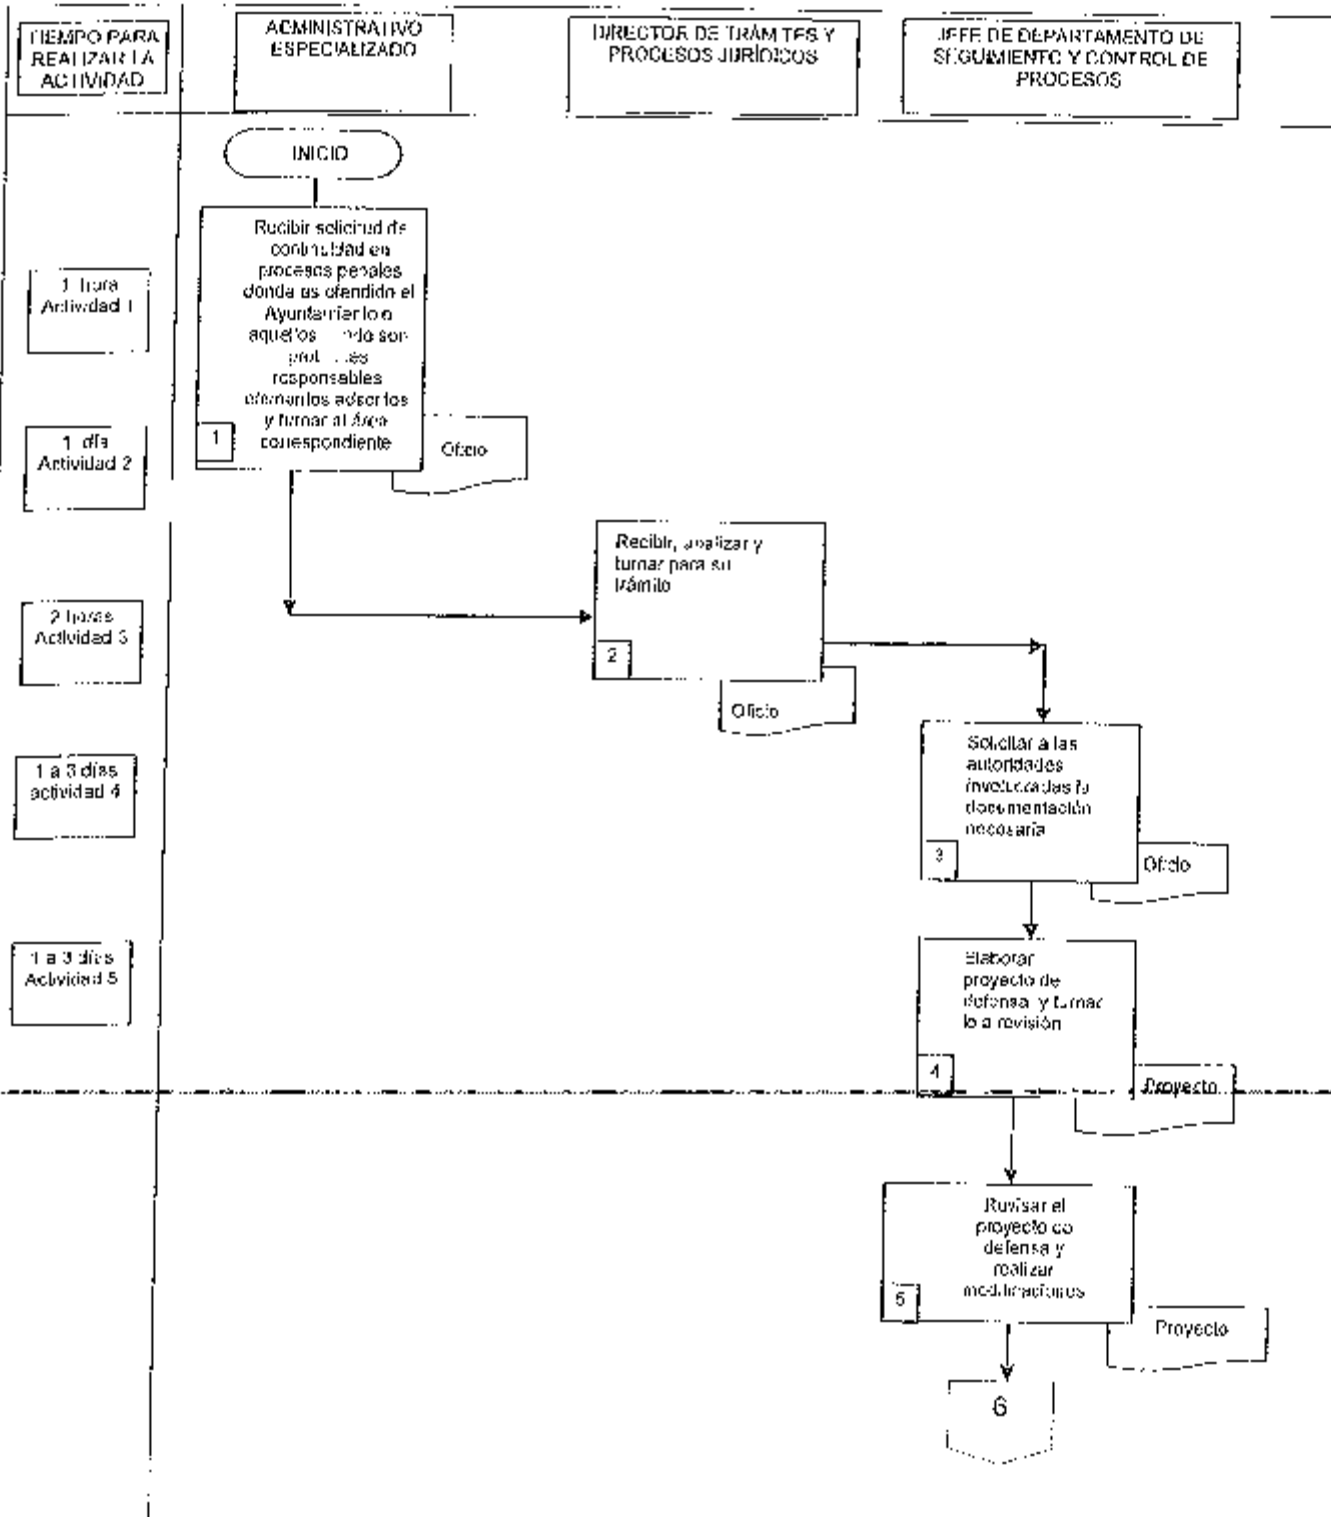 TIEMPO PARA
REALIZAR LA
ACTIVIDAD
ADMINISTRATIVO
ESPECIALIZADO
DIRECTOR DE TRÁMITES Y
PROCESOS JURÍDICOS
JEFE DE DEPARTAMENTO DE
SEGUIMIENTO Y CONTROL DE
PROCESOS
INICIO
Recibir solicitud de
continuidad en
procesos penales
donde es ofendido el
Ayuntamiento o
aquellos son
responsables
elementos adscritos
y turnar al área
correspondiente
1
Oficio
1 hora
Actividad 1
1 día
Actividad 2
2 horas
Actividad 3
1 a 3 días
actividad 4
1 a 3 días
Actividad 5
Recibir, analizar y
turnar para su
trámite
2
Oficio
Solicitar a las
autoridades
involucradas la
documentación
necesaria
3
Oficio
Elaborar
proyecto de
defensa y turnar
lo a revisión
4
Proyecto
Revisar el
proyecto de
defensa y
realizar
modificaciones
5
Proyecto
6